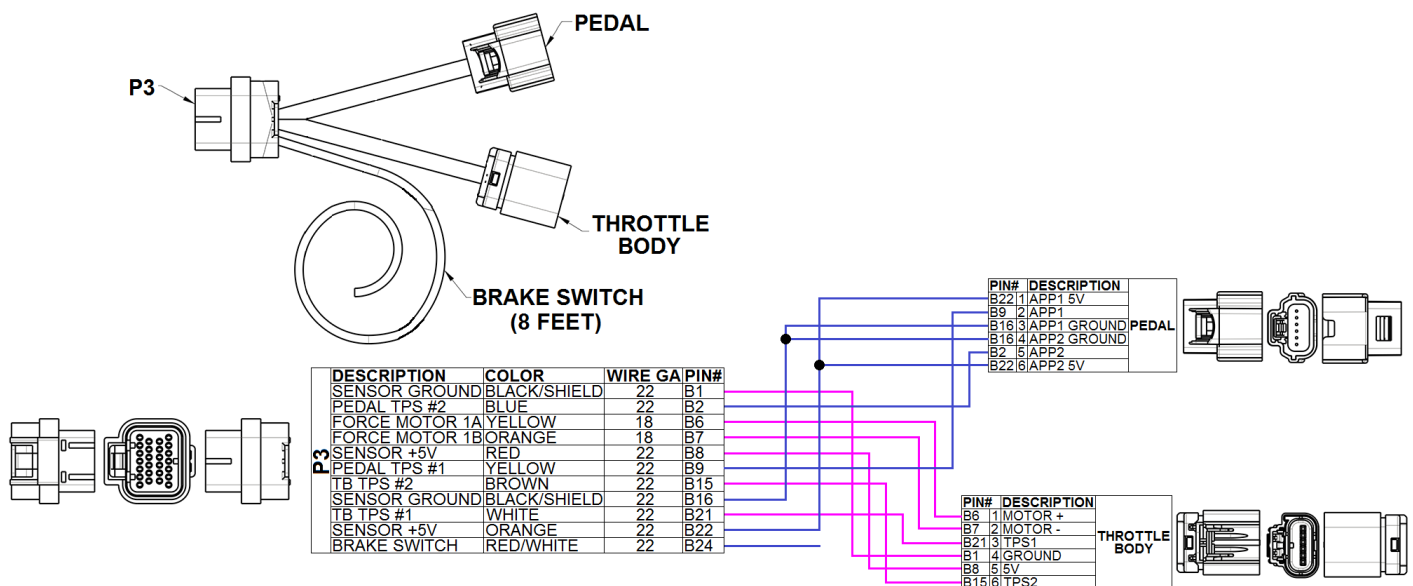 PEDAL
P3
THROTTLE
BODY
BRAKE SWITCH
(8 FEET)
PIN# DESCRIPTION
B22 1 APP1 5V
B9 2 APP1
B16 3 APP1 GROUND
B16 4 APP2 GROUND
B2 5 APP2
B22 6 APP2 5V
PEDAL
P3
DESCRIPTION COLOR WIRE GA PIN#
SENSOR GROUND BLACK/SHIELD 22 B1
PEDAL TPS #2 BLUE 22 B2
FORCE MOTOR 1A YELLOW 18 B6
FORCE MOTOR 1B ORANGE 18 B7
SENSOR +5V RED 22 B8
PEDAL TPS #1 YELLOW 22 B9
TB TPS #2 BROWN 22 B15
SENSOR GROUND BLACK/SHIELD 22 B16
TB TPS #1 WHITE 22 B21
SENSOR +5V ORANGE 22 B22
BRAKE SWITCH RED/WHITE 22 B24
PIN# DESCRIPTION
B6 1 MOTOR +
B7 2 MOTOR -
B21 3 TPS1
B1 4 GROUND
B8 5 5V
B15 6 TPS2
THROTTLE
BODY